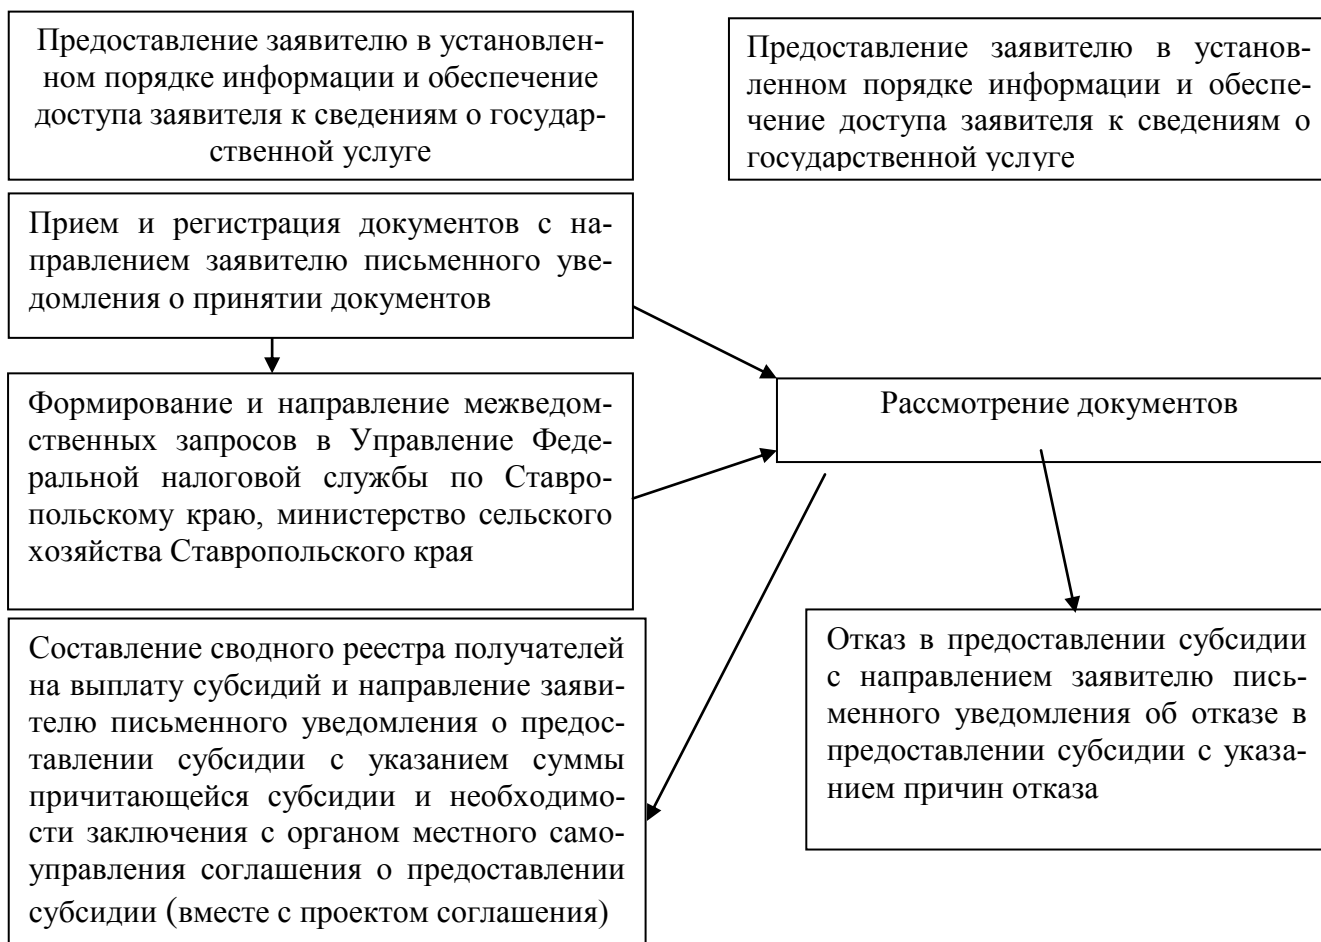 Предоставление заявителю в установлен-
ном порядке информации и обеспечение
доступа заявителя к сведениям о государ-
ственной услуге
Предоставление заявителю в установ-
ленном порядке информации и обеспе-
чение доступа заявителя к сведениям о
государственной услуге
Прием и регистрация документов с на-
правлением заявителю письменного уве-
домления о принятии документов
Формирование и направление межведом-
ственных запросов в Управление Феде-
ральной налоговой службы по Ставро-
польскому краю, министерство сельского
хозяйства Ставропольского края
Рассмотрение документов
Составление сводного реестра получателей
на выплату субсидий и направление заяви-
телю письменного уведомления о предос-
тавлении субсидии с указанием суммы
причитающейся субсидии и необходимо-
сти заключения с органом местного само-
управления соглашения о предоставлении
субсидии (вместе с проектом соглашения)
Отказ в предоставлении субсидии
с направлением заявителю пись-
менного уведомления об отказе в
предоставлении субсидии с указа-
нием причин отказа